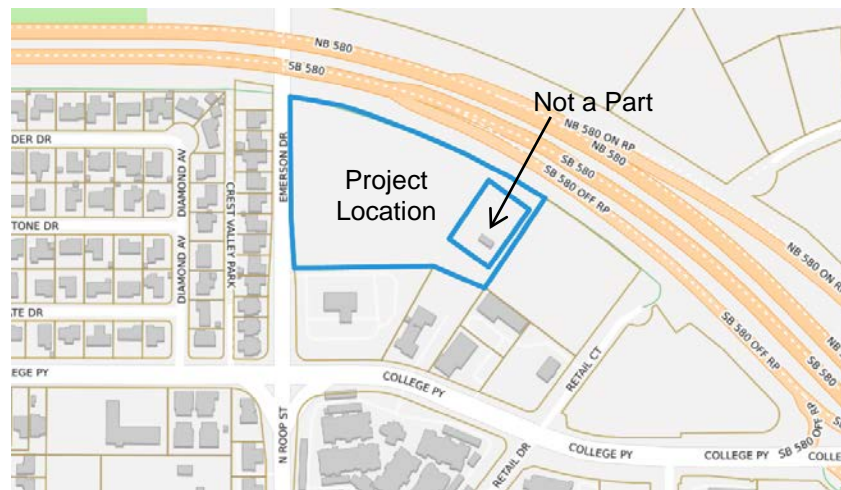 NB 580
SB 580
Not a Part
NB 580 ON RP
NB 580
SB 580
SB 580 OFF RP
DER DR
DIAMOND AV
EMERSON DR
Project
Location
CREST VALLEY PARK
TONE DR
DIAMOND AV
NB 580 ON R
ATE DR
SB 580 OFF RP
SB 580
RETAIL CT
EGE PY
COLLEGE PY
N ROOP ST
RETAIL DR
COLLEGE PY
COLLEGE PY
SB 580 OFF RP
COLLE